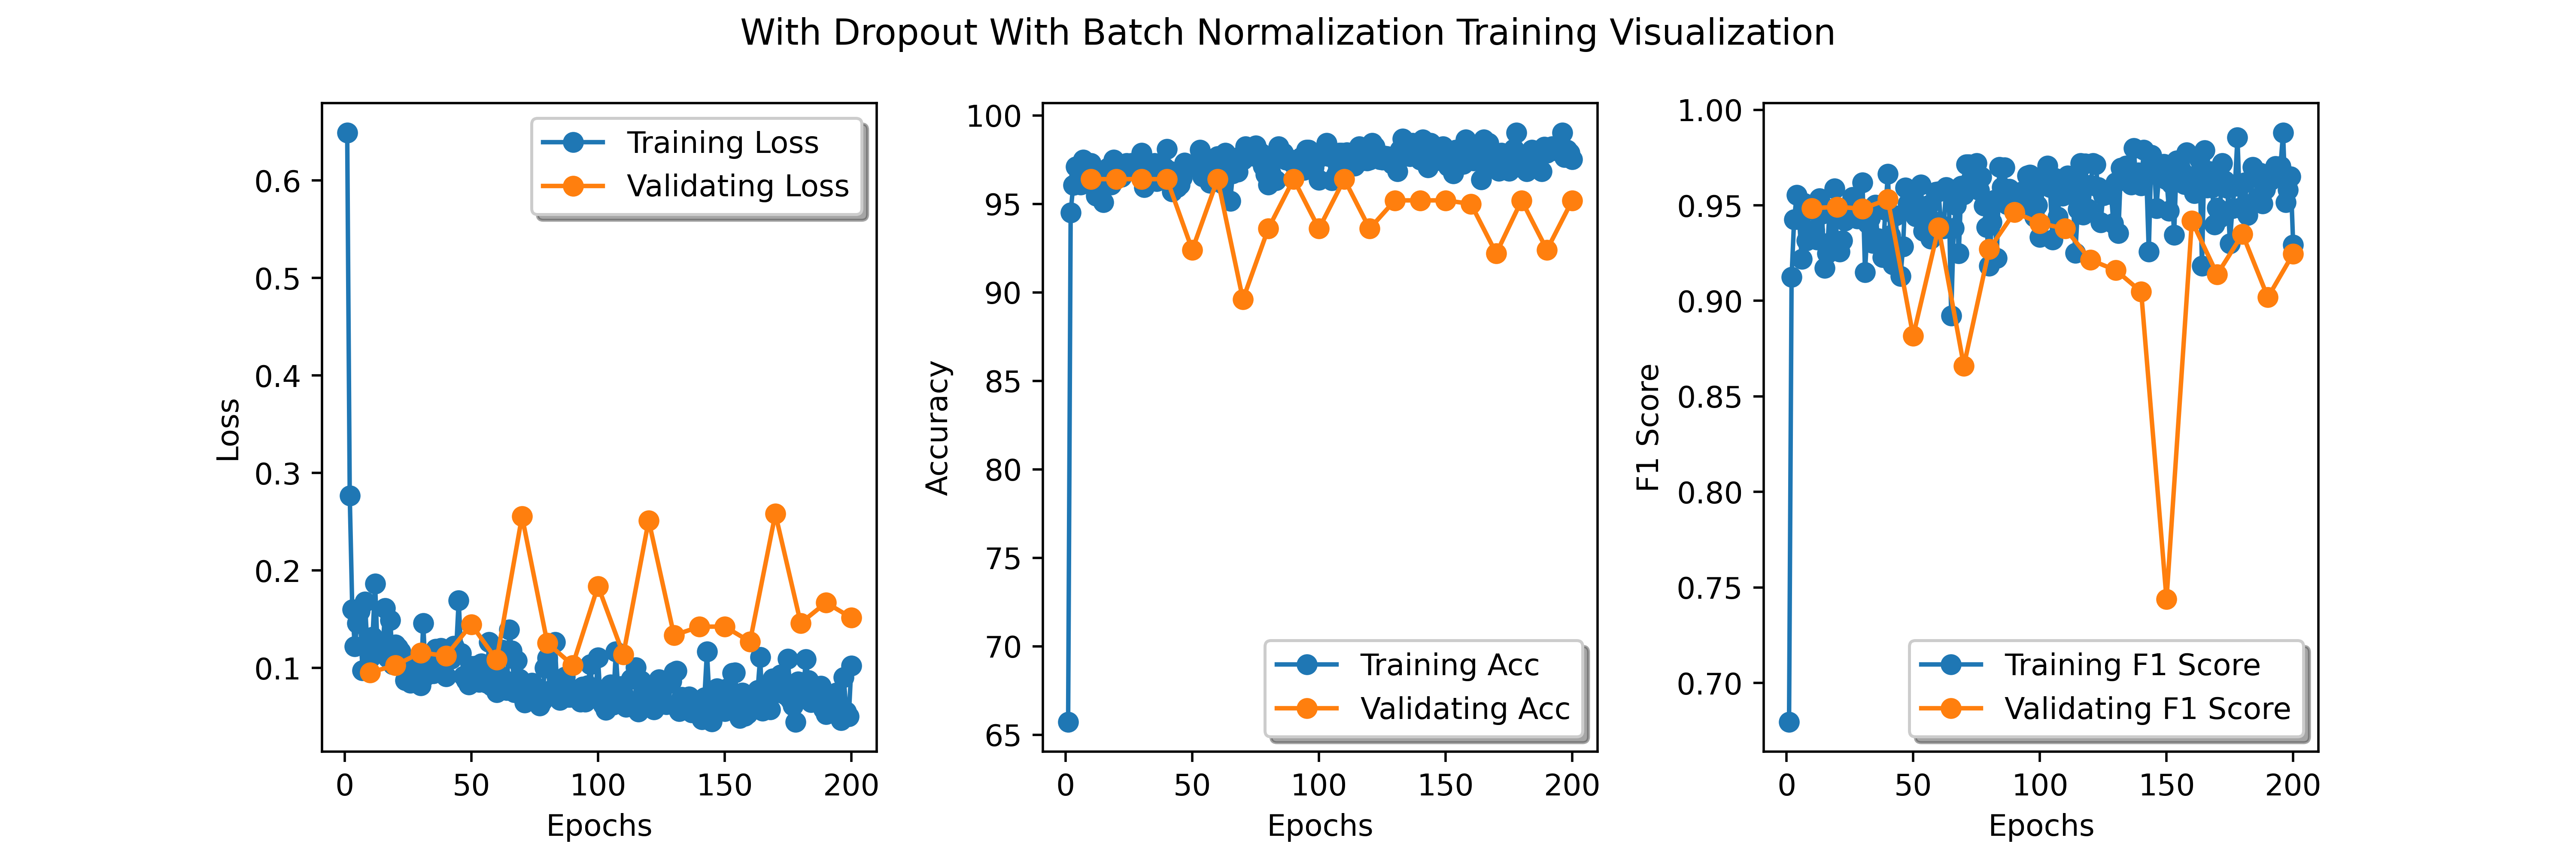 With Dropout With Batch Normalization Training Visualization
Training Loss
Validating Loss
0.6
0.5
0.4
0.3
0.2
0.1
Loss
0 50 100 150 200
Epochs
100
95
90
85
80
75
70
65
Accuracy
Training Acc
Validating Acc
0 50 100 150 200
Epochs
1.00
0.95
0.90
0.85
0.80
0.75
0.70
F1 Score
Training F1 Score
Validating F1 Score
0 50 100 150 200
Epochs